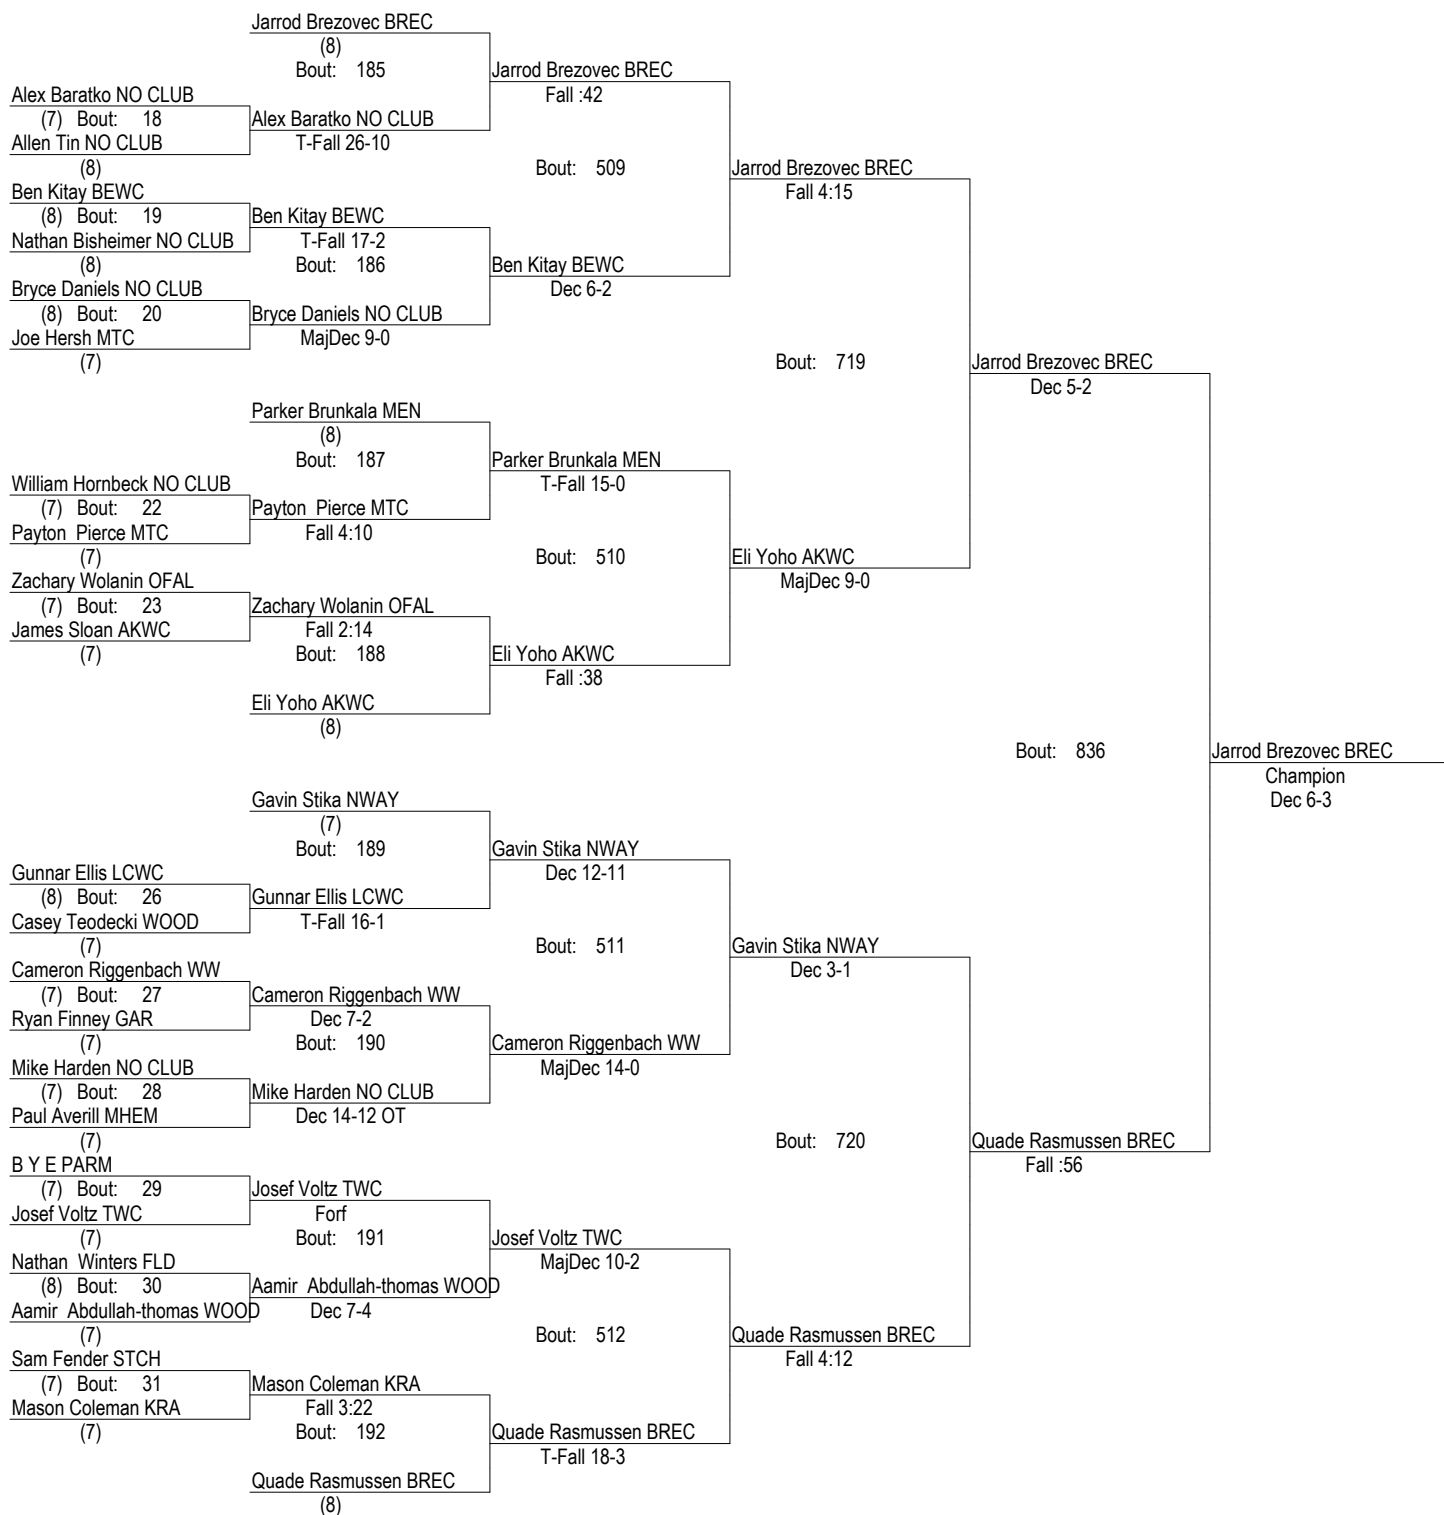 Jarrod Brezovec BREC
(8)
Bout: 185
Jarrod Brezovec BREC
Fall :42
Alex Baratko NO CLUB
(7) Bout: 18
Alex Baratko NO CLUB
Allen Tin NO CLUB
T-Fall 26-10
(8)
Bout: 509
Jarrod Brezovec BREC
Fall 4:15
Ben Kitay BEWC
(8) Bout: 19
Ben Kitay BEWC
Nathan Bisheimer NO CLUB
T-Fall 17-2
(8)
Bout: 186
Ben Kitay BEWC
Dec 6-2
Bryce Daniels NO CLUB
(8) Bout: 20
Bryce Daniels NO CLUB
Joe Hersh MTC
MajDec 9-0
(7)
Bout: 719
Jarrod Brezovec BREC
Dec 5-2
Parker Brunkala MEN
(8)
Bout: 187
Parker Brunkala MEN
T-Fall 15-0
William Hornbeck NO CLUB
(7) Bout: 22
Payton  Pierce MTC
Payton  Pierce MTC
Fall 4:10
(7)
Bout: 510
Eli Yoho AKWC
MajDec 9-0
Zachary Wolanin OFAL
(7) Bout: 23
Zachary Wolanin OFAL
James Sloan AKWC
Fall 2:14
(7)
Bout: 188
Eli Yoho AKWC
Fall :38
Eli Yoho AKWC
(8)
Bout: 836
Jarrod Brezovec BREC
Champion
Dec 6-3
Gavin Stika NWAY
(7)
Bout: 189
Gavin Stika NWAY
Dec 12-11
Gunnar Ellis LCWC
(8) Bout: 26
Gunnar Ellis LCWC
Casey Teodecki WOOD
T-Fall 16-1
(7)
Bout: 511
Gavin Stika NWAY
Dec 3-1
Cameron Riggenbach WW
(7) Bout: 27
Cameron Riggenbach WW
Ryan Finney GAR
Dec 7-2
(7)
Bout: 190
Cameron Riggenbach WW
MajDec 14-0
Mike Harden NO CLUB
(7) Bout: 28
Mike Harden NO CLUB
Paul Averill MHEM
Dec 14-12 OT
(7)
Bout: 720
Quade Rasmussen BREC
Fall :56
B Y E PARM
(7) Bout: 29
Josef Voltz TWC
Josef Voltz TWC
Forf
(7)
Bout: 191
Josef Voltz TWC
MajDec 10-2
Nathan  Winters FLD
(8) Bout: 30
Aamir  Abdullah-thomas WOOD
Aamir  Abdullah-thomas WOOD
Dec 7-4
(7)
Bout: 512
Quade Rasmussen BREC
Fall 4:12
Sam Fender STCH
(7) Bout: 31
Mason Coleman KRA
Mason Coleman KRA
Fall 3:22
(7)
Bout: 192
Quade Rasmussen BREC
T-Fall 18-3
Quade Rasmussen BREC
(8)